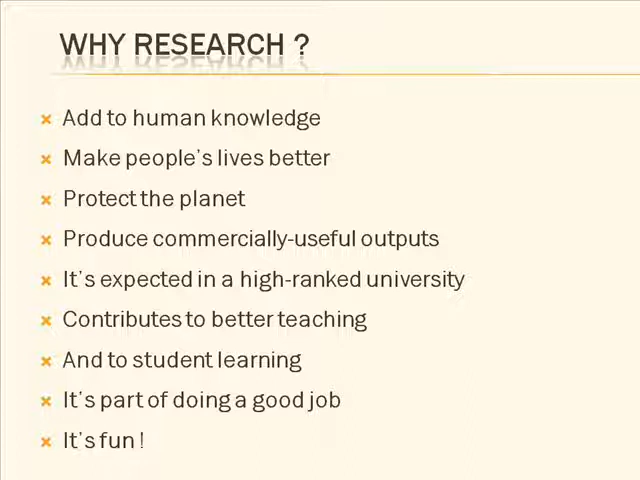 WHY RESEARCH ?
Add to human knowledge
Make people's lives better
Protect the planet
Produce commercially-useful outputs
It's expected in a high-ranked university
Contributes to better teaching
And to student learning
It's part of doing a good job
It's fun !